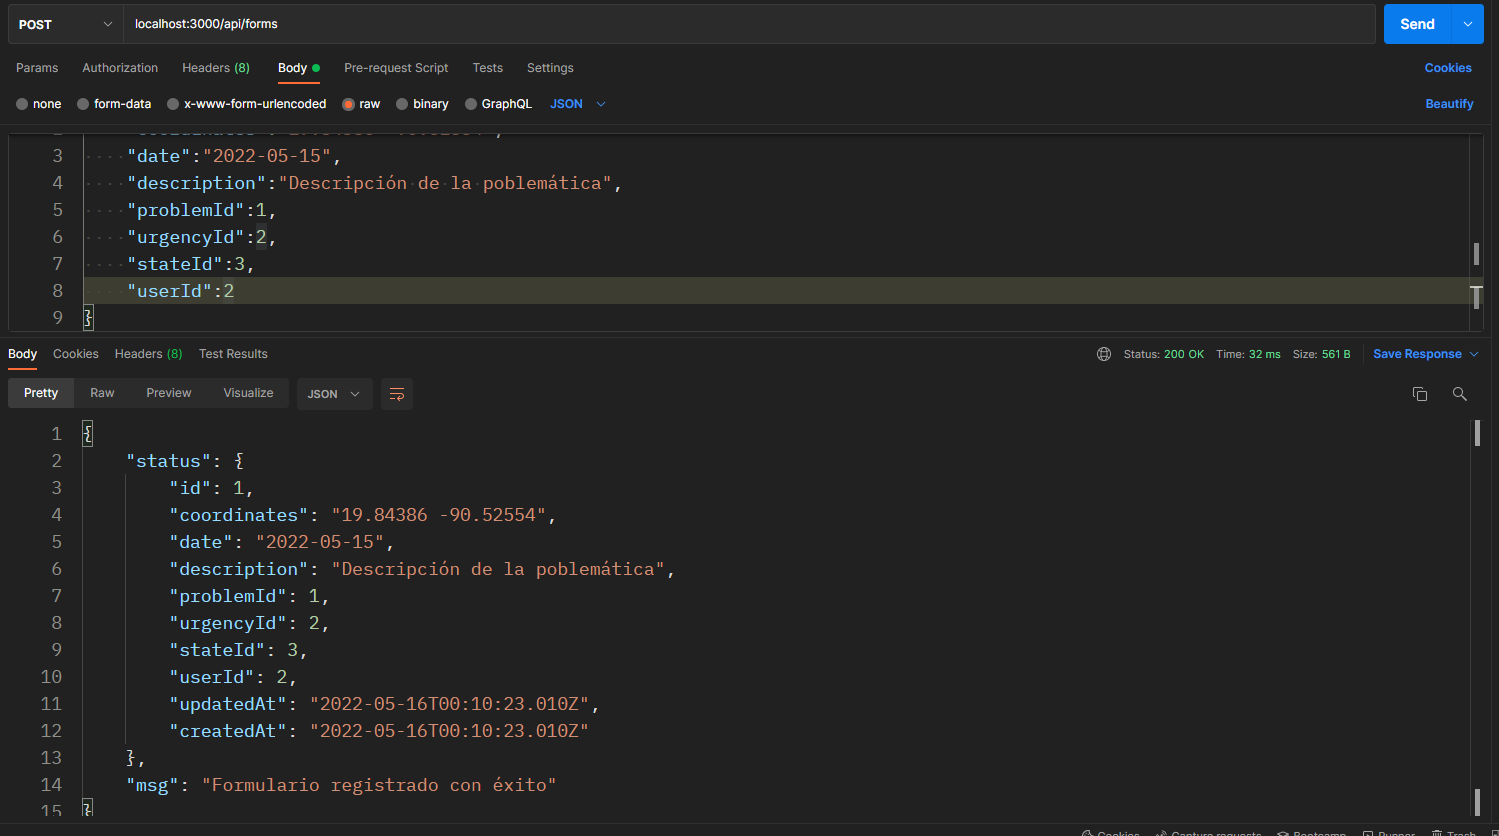 POST localhost:3000/api/forms Send
Params Authorization Headers (8) Body Pre-request Script Tests Settings Cookies
none form-data x-www-form-urlencoded raw binary GraphQL JSON Beautify
3 "date":"2022-05-15",
4 "description":"Descripción de la poblemática",
5 "problemId":1,
6 "urgencyId":2,
7 "stateId":3,
8 "userId":2
9 }
Body Cookies Headers (8) Test Results Status: 200 OK Time: 32 ms Size: 561 B Save Response
Pretty Raw Preview Visualize JSON
1 {
2 "status": {
3 "id": 1,
4 "coordinates": "19.84386 -90.52554",
5 "date": "2022-05-15",
6 "description": "Descripción de la poblemática",
7 "problemId": 1,
8 "urgencyId": 2,
9 "stateId": 3,
10 "userId": 2,
11 "updatedAt": "2022-05-16T00:10:23.010Z",
12 "createdAt": "2022-05-16T00:10:23.010Z"
13 },
14 "msg": "Formulario registrado con éxito"
15 }
Cookies Capture requests Bootcamp Runner Trash